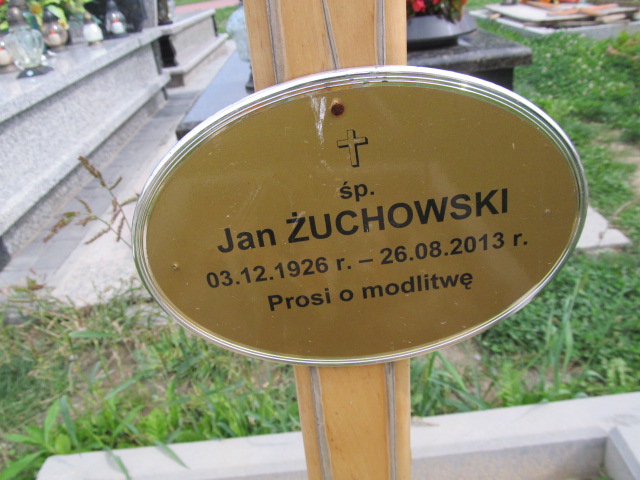 śp.
Jan ŻUCHOWSKI
03.12.1926 r. – 26.08.2013 r.
Prosi o modlitwę